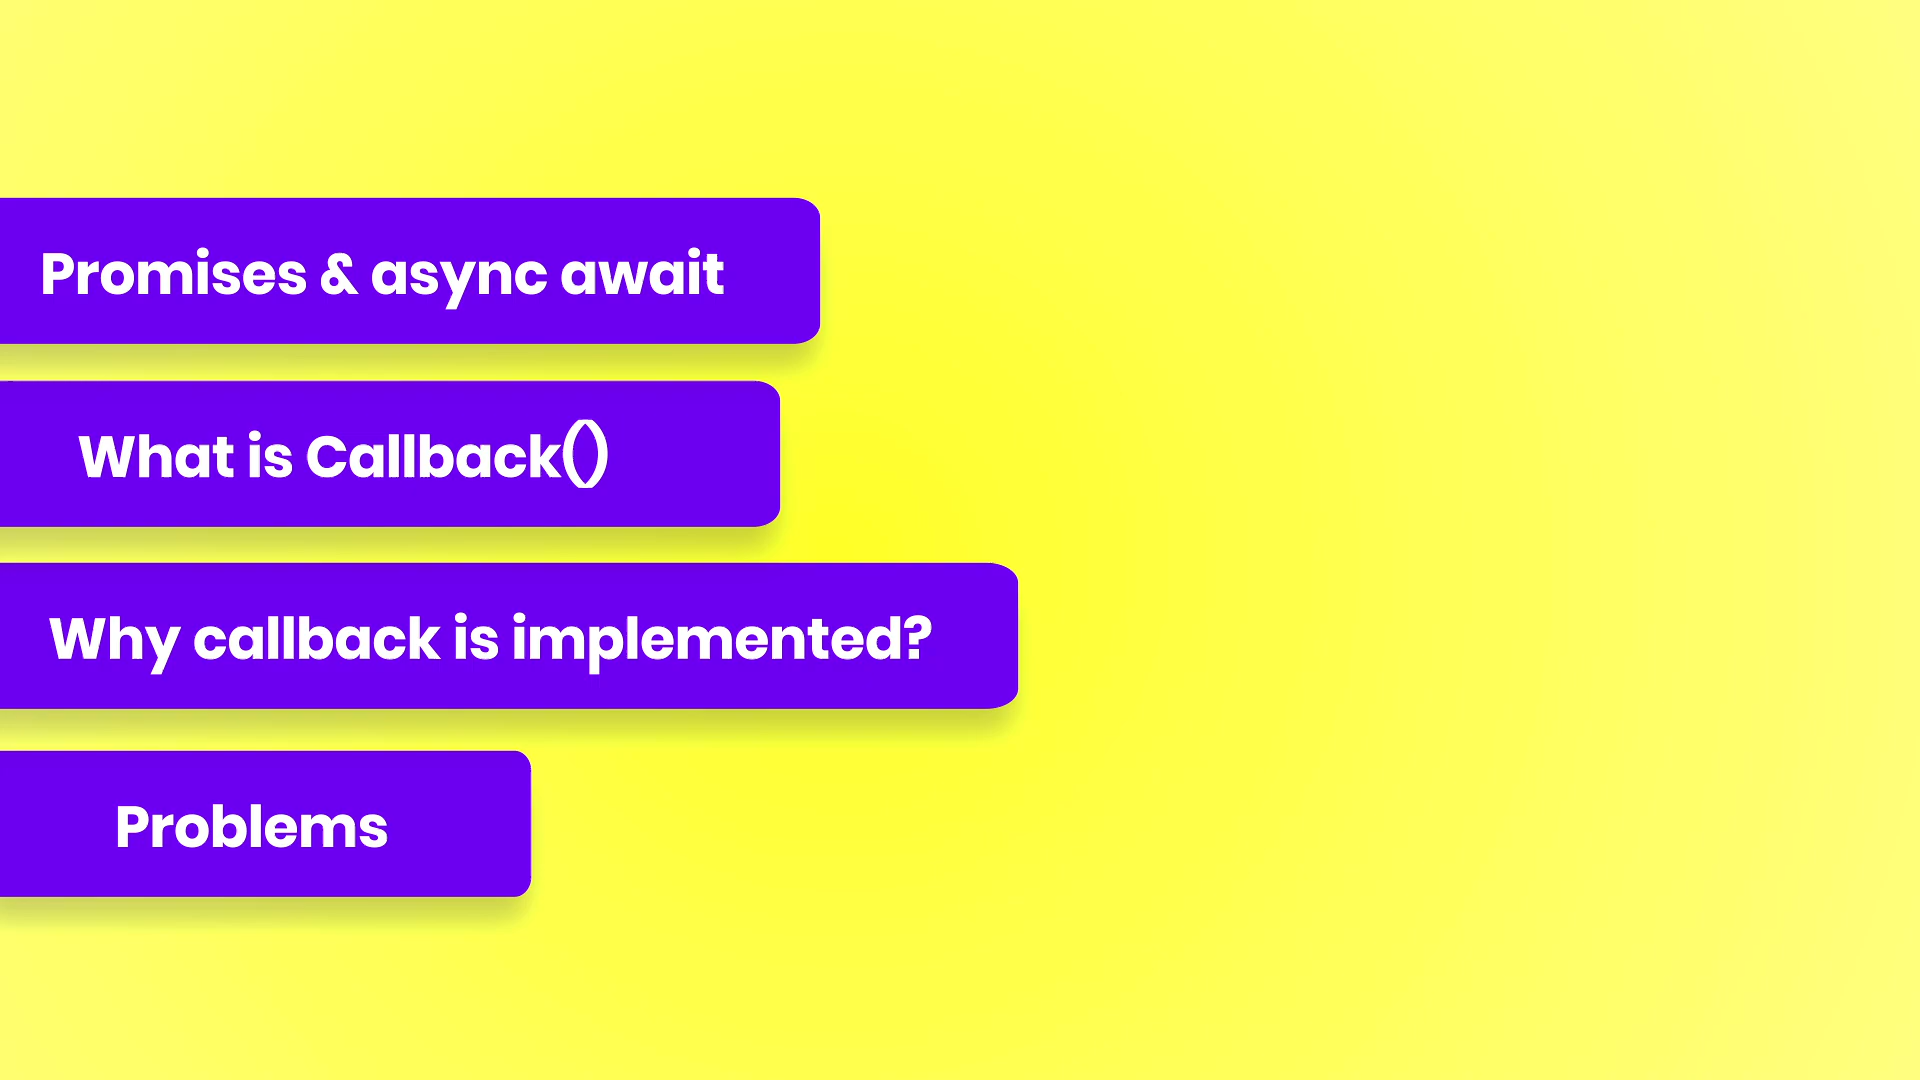 Promises & async await
What is Callback()
Why callback is implemented?
Problems